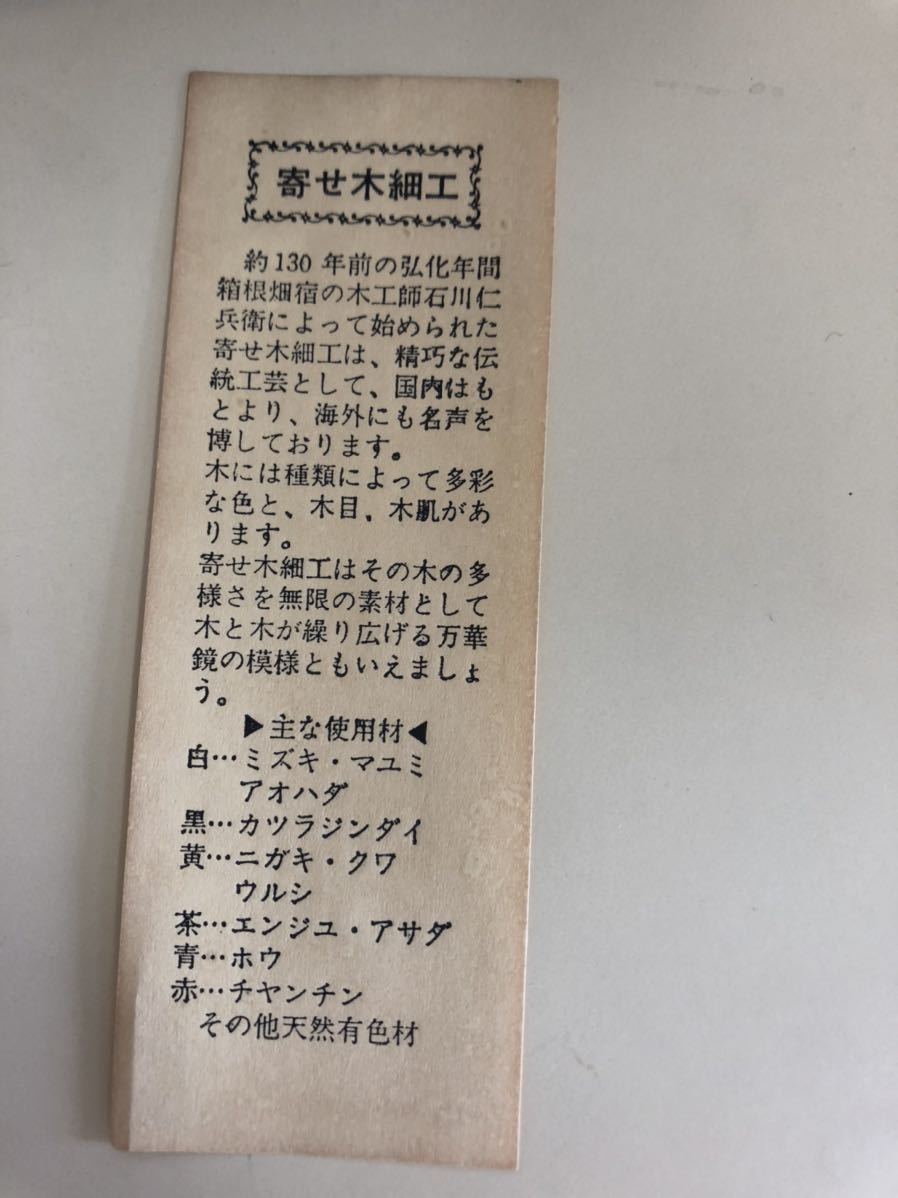 寄せ木細工
約130年前の弘化年間
箱根畑宿の木工師石川仁
兵衛によって始められた
寄せ木細工は、精巧な伝
統工芸として、国内はも
とより、海外にも名声を
博しております。
木には種類によって多彩
な色と、木目、木肌があ
ります。
寄せ木細工はその木の多
様さを無限の素材として
木と木が繰り広げる万華
鏡の模様ともいえましょ
う。
▶主な使用材◀
白…ミズキ・マユミ
アオハダ
黒…カツラジンダイ
黄…ニガキ・クワ
ウルシ
茶…エンジユ・アサダ
青…ホウ
赤…チヤンチン
その他天然有色材